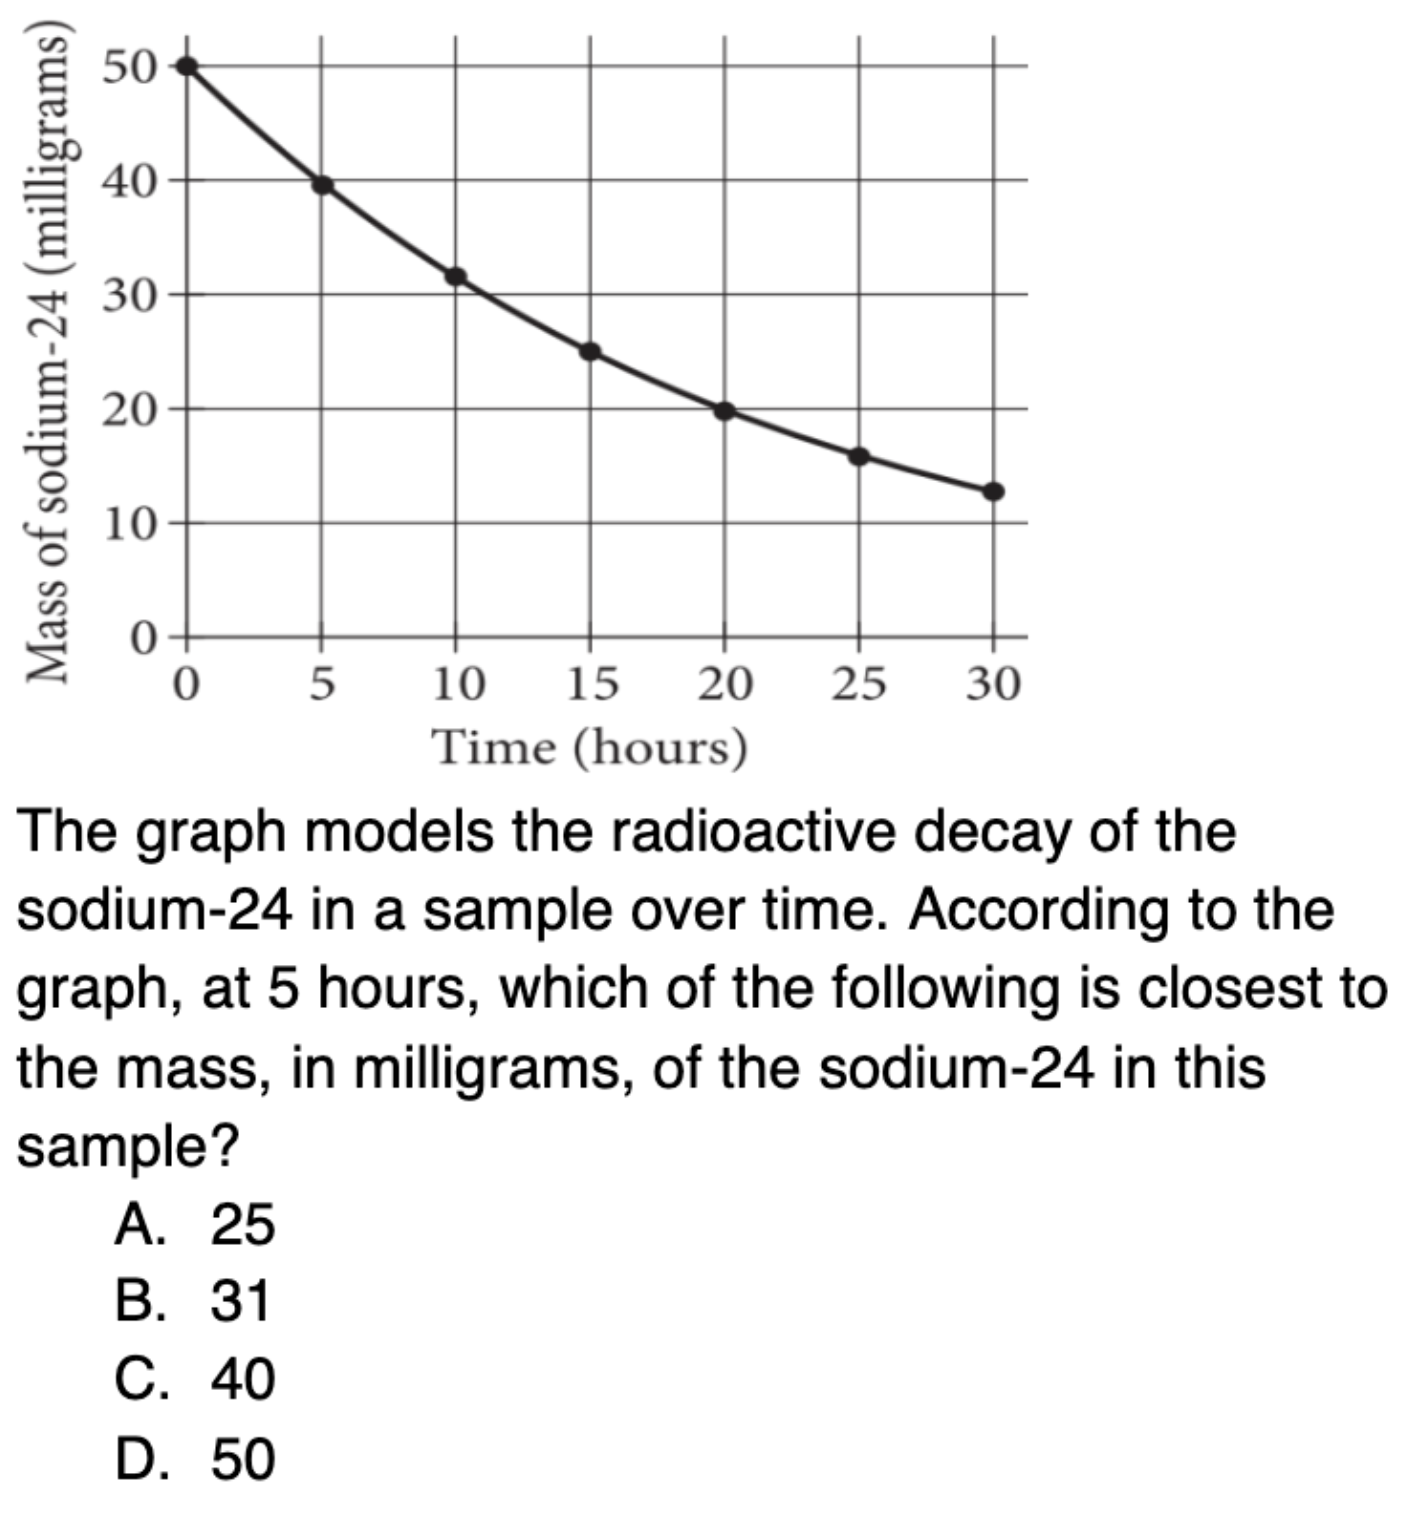 Mass of sodium-24 (milligrams)
50
40
30
20
10
0
0 5 10 15 20 25 30
Time (hours)
The graph models the radioactive decay of the
sodium-24 in a sample over time. According to the
graph, at 5 hours, which of the following is closest to
the mass, in milligrams, of the sodium-24 in this
sample?
A. 25
B. 31
C. 40
D. 50